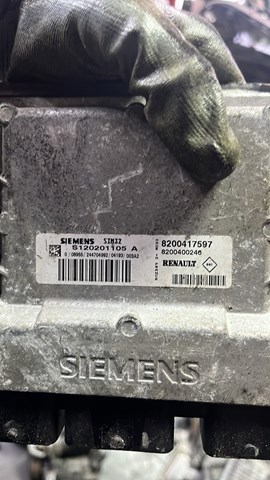 SIEMENS SIM32
S120201105 A
8200417597
8200400246
RENAULT
SIEMENS